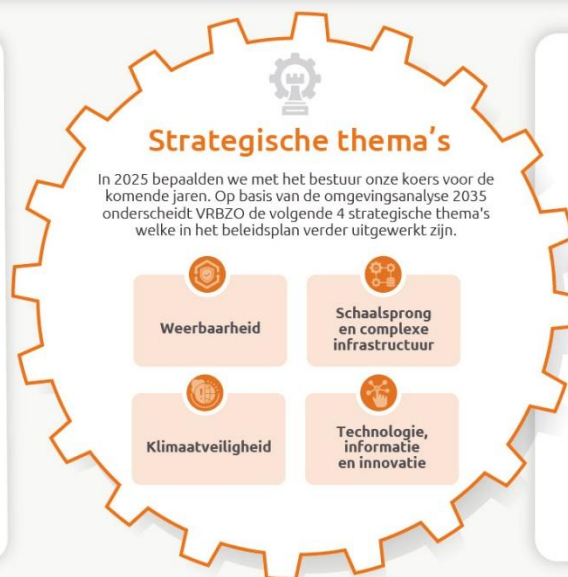 Strategische thema's
In 2025 bepaalden we met het bestuur onze koers voor de
komende jaren. Op basis van de omgevingsanalyse 2035
onderscheidt VRBZO de volgende 4 strategische thema's
welke in het beleidsplan verder uitgewerkt zijn.
Weerbaarheid
Schaalsprong
en complexe
infrastructuur
Klimaatveiligheid
Technologie,
informatie
en innovatie